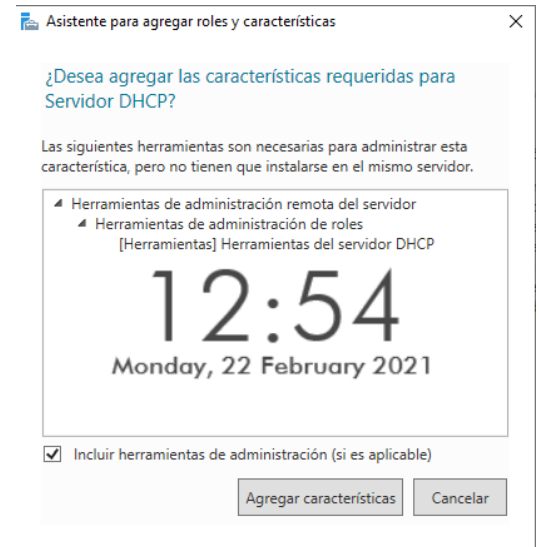 Asistente para agregar roles y características
¿Desea agregar las características requeridas para
Servidor DHCP?
Las siguientes herramientas son necesarias para administrar esta
característica, pero no tienen que instalarse en el mismo servidor.
Herramientas de administración remota del servidor
Herramientas de administración de roles
[Herramientas] Herramientas del servidor DHCP
12:54
Monday, 22 February 2021
Incluir herramientas de administración (si es aplicable)
Agregar características
Cancelar